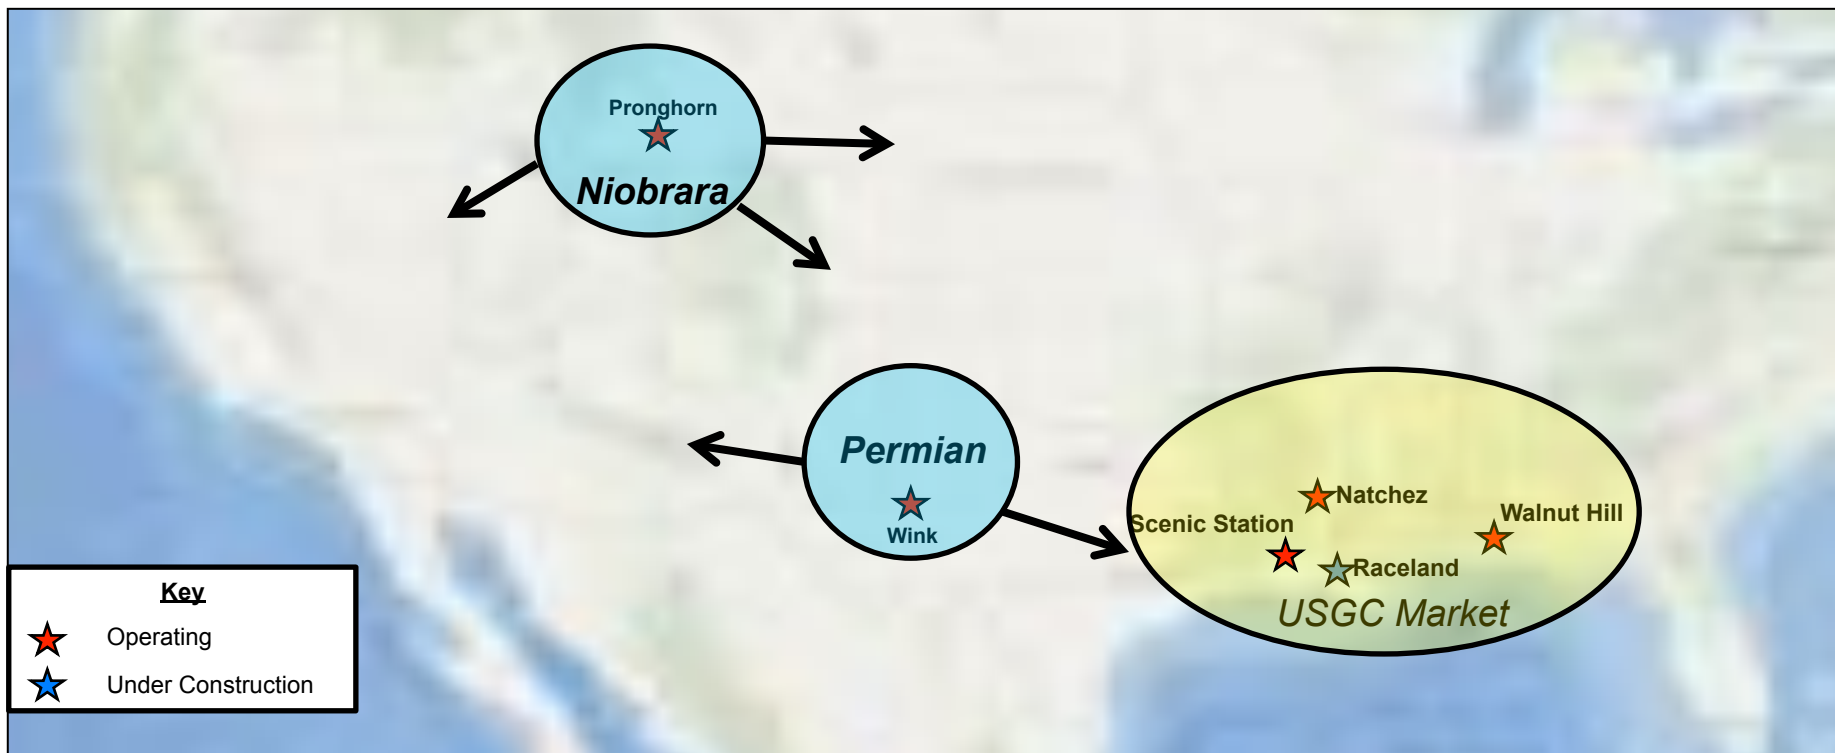 Pronghorn
Niobrara
Permian
Wink
Natchez
Walnut Hill
Scenic Station
Raceland
USGC Market
Key
Operating
Under Construction